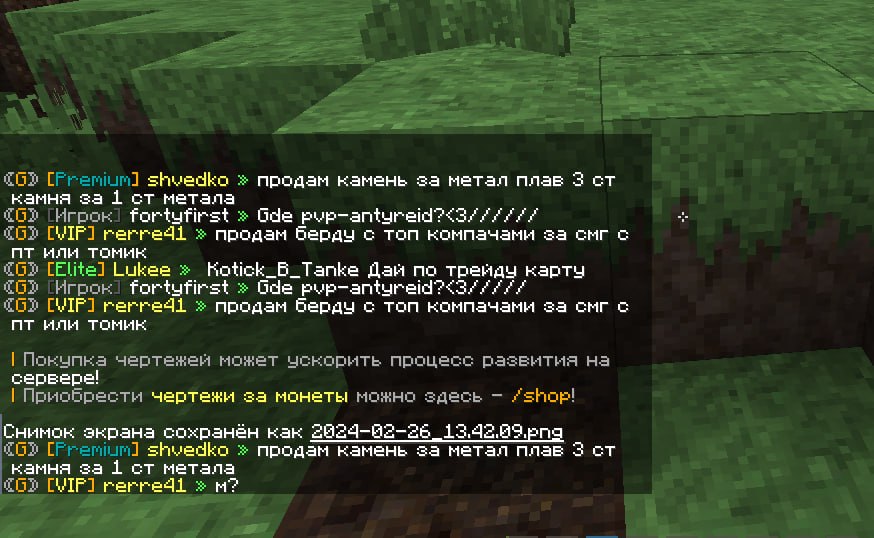 (G) [Premium] shvedko » продам камень за метал плав 3 ст
камня за 1 ст метала
(G) [Игрок] fortyfirst » Gde pvp-antyreid?<3//////
(G) [VIP] rerre41 » продам берду с топ компачами за смг с
пт или томик
(G) [Elite] Lukee » Kotick_B_Tanke Дай по трейду карту
(G) [Игрок] fortyfirst » Gde pvp-antyreid?<3/////
(G) [VIP] rerre41 » продам берду с топ компачами за смг с
пт или томик
| Покупка чертежей может ускорить процесс развития на
сервере!
| Приобрести чертежи за монеты можно здесь – /shop!
Снимок экрана сохранён как 2024-02-26_13.42.09.png
(G) [Premium] shvedko » продам камень за метал плав 3 ст
камня за 1 ст метала
(G) [VIP] rerre41 » м?